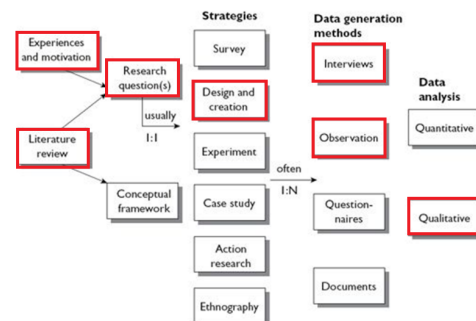 Strategies
Data generation
methods
Data
analysis
Experiences
and motivation
Literature
review
Research
question(s)
usually
1:1
Conceptual
framework
Survey
Design and
creation
Experiment
Case study
Action
research
Ethnography
often
1:N
Interviews
Observation
Question-
naires
Documents
Quantitative
Qualitative